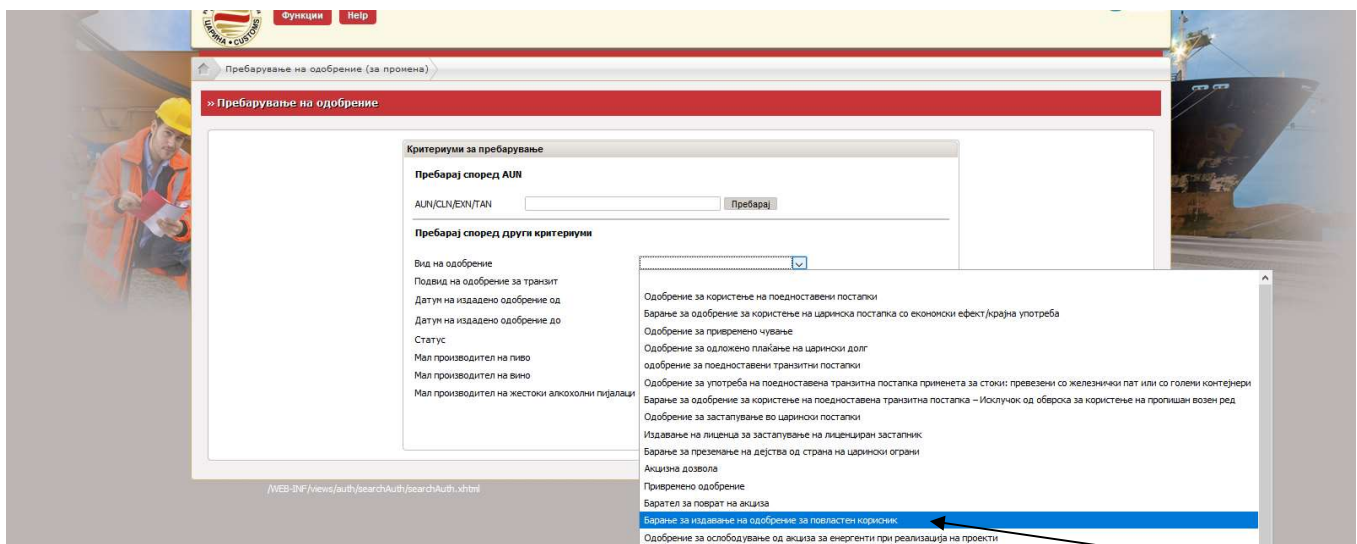 Функции Help
ЦАРИНА • CUSTOMS
Пребарување на одобрение (за промена)
» Пребарување на одобрение
Критериуми за пребарување
Пребарај според AUN
AUN/CLN/EXN/TAN Пребарај
Пребарај според други критериуми
Вид на одобрение
Подвид на одобрение за транзит
Датум на издадено одобрение од
Датум на издадено одобрение до
Статус
Мал производител на пиво
Мал производител на вино
Мал производител на жестоки алкохолни пијалаци
Одобрение за користење на поедноставени постапки
Барање за одобрение за користење на царинска постапка со економски ефект/крајна употреба
Одобрение за привремено чување
Одобрение за одложено плаќање на царински долг
одобрение за поедноставени транзитни постапки
Одобрение за употреба на поедноставена транзитна постапка применета за стоки: превезени со железнички пат или со големи контејнери
Барање за одобрение за користење на поедноставена транзитна постапка – Исклучок од обврска за користење на пропишан возен ред
Одобрение за застапување во царински постапки
Издавање на лиценца за застапување на лиценциран застапник
Барање за преземање на дејства од страна на царински ограни
Акцизна дозвола
Привремено одобрение
Барател за поврат на акциза
Барање за издавање на одобрение за повластен корисник
Одобрение за ослободување од акциза за енергенти при реализација на проекти
/WEB-INF/views/auth/searchAuth/searchAuth.xhtml